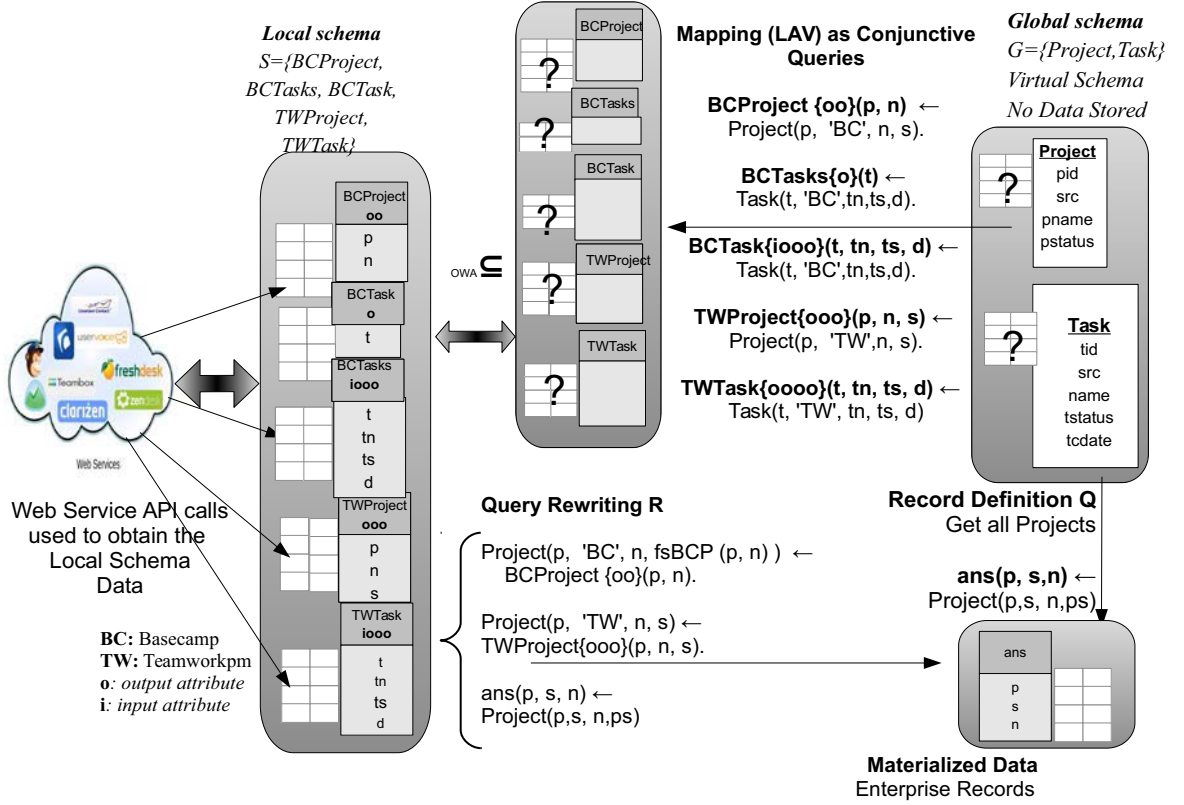 Local schema
S={BCProject,
BCTasks, BCTask,
TWProject,
TWTask}
BCProject
oo
p
n
BCTask
o
t
BCTasks
iooo
t
tn
ts
d
TWProject
ooo
p
n
s
TWTask
iooo
t
tn
ts
d
uservoice
Teambox
freshdesk
clarizen
zendesk
Web Services
Web Service API calls
used to obtain the
Local Schema
Data
BC: Basecamp
TW: Teamworkpm
o: output attribute
i: input attribute
OWA ⊆
BCProject
?
BCTasks
?
BCTask
?
TWProject
?
TWTask
?
Mapping (LAV) as Conjunctive
Queries
BCProject {oo}(p, n) ←
Project(p, 'BC', n, s).
BCTasks{o}(t) ←
Task(t, 'BC',tn,ts,d).
BCTask{iooo}(t, tn, ts, d) ←
Task(t, 'BC',tn,ts,d).
TWProject{ooo}(p, n, s) ←
Project(p, 'TW',n, s).
TWTask{oooo}(t, tn, ts, d) ←
Task(t, 'TW', tn, ts, d)
Global schema
G={Project,Task}
Virtual Schema
No Data Stored
?
Project
pid
src
pname
pstatus
?
Task
tid
src
name
tstatus
tcdate
Query Rewriting R
Project(p, 'BC', n, fsBCP (p, n) ) ←
BCProject {oo}(p, n).
Project(p, 'TW', n, s) ←
TWProject{ooo}(p, n, s).
ans(p, s, n) ←
Project(p,s, n,ps)
Record Definition Q
Get all Projects
ans(p, s,n) ←
Project(p,s, n,ps)
ans
p
s
n
Materialized Data
Enterprise Records